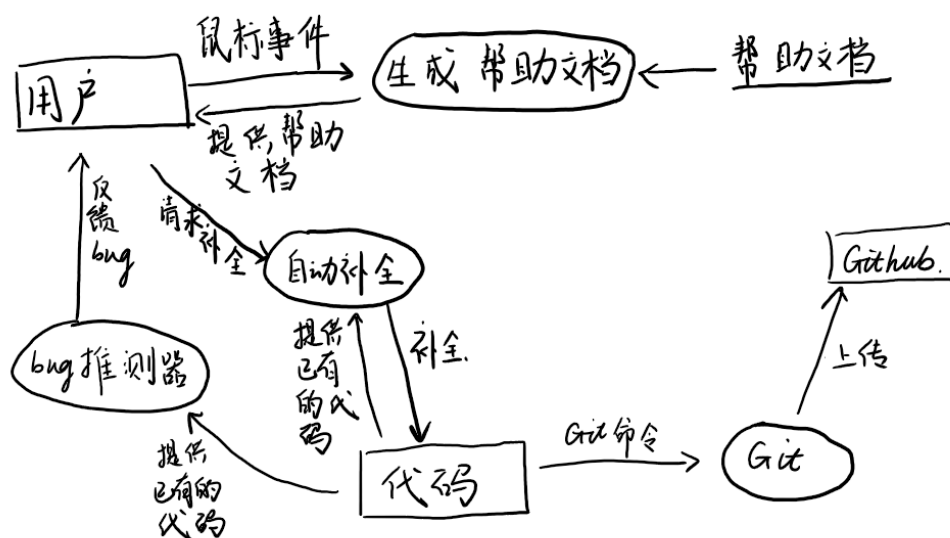 鼠标事件
用户
生成 帮助文档
帮助文档
提供帮助
文档
反
馈
bug
请求
补
全
自动补全
Github.
提供
已有
的代
码
补全.
上传
bug推测器
提供
已有的
代码
代码
Git命令
Git